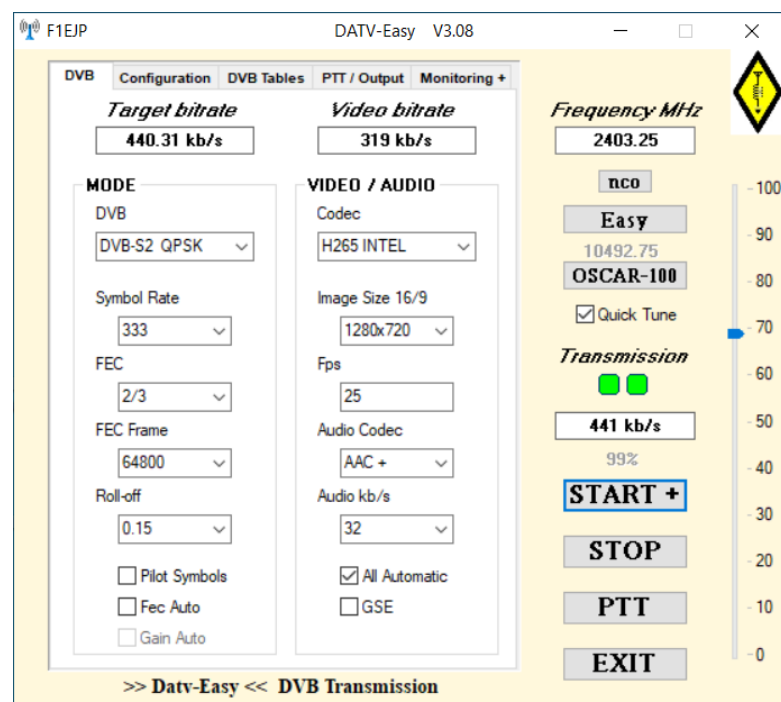 F1EJP DATV-Easy V3.08
DVB Configuration DVB Tables PTT / Output Monitoring +
Target bitrate Video bitrate
440.31 kb/s 319 kb/s
MODE
DVB
DVB-S2 QPSK
Symbol Rate
333
FEC
2/3
FEC Frame
64800
Roll-off
0.15
Pilot Symbols
Fec Auto
Gain Auto
VIDEO / AUDIO
Codec
H265 INTEL
Image Size 16/9
1280x720
Fps
25
Audio Codec
AAC +
Audio kb/s
32
All Automatic
GSE
>> Datv-Easy << DVB Transmission
Frequency MHz
2403.25
nco
Easy
10492.75
OSCAR-100
Quick Tune
Transmission
441 kb/s
99%
START +
STOP
PTT
EXIT
100
90
80
70
60
50
40
30
20
10
0